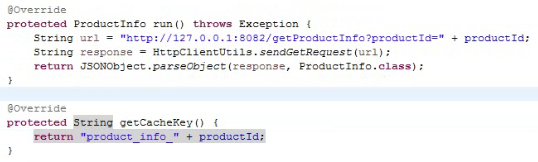 @Override
protected ProductInfo run() throws Exception {
    String url = "http://127.0.0.1:8082/getProductInfo?productId=" + productId;
    String response = HttpClientUtils.sendGetRequest(url);
    return JSONObject.parseObject(response, ProductInfo.class);
}
@Override
protected String getCacheKey() {
    return "product_info_" + productId;
}